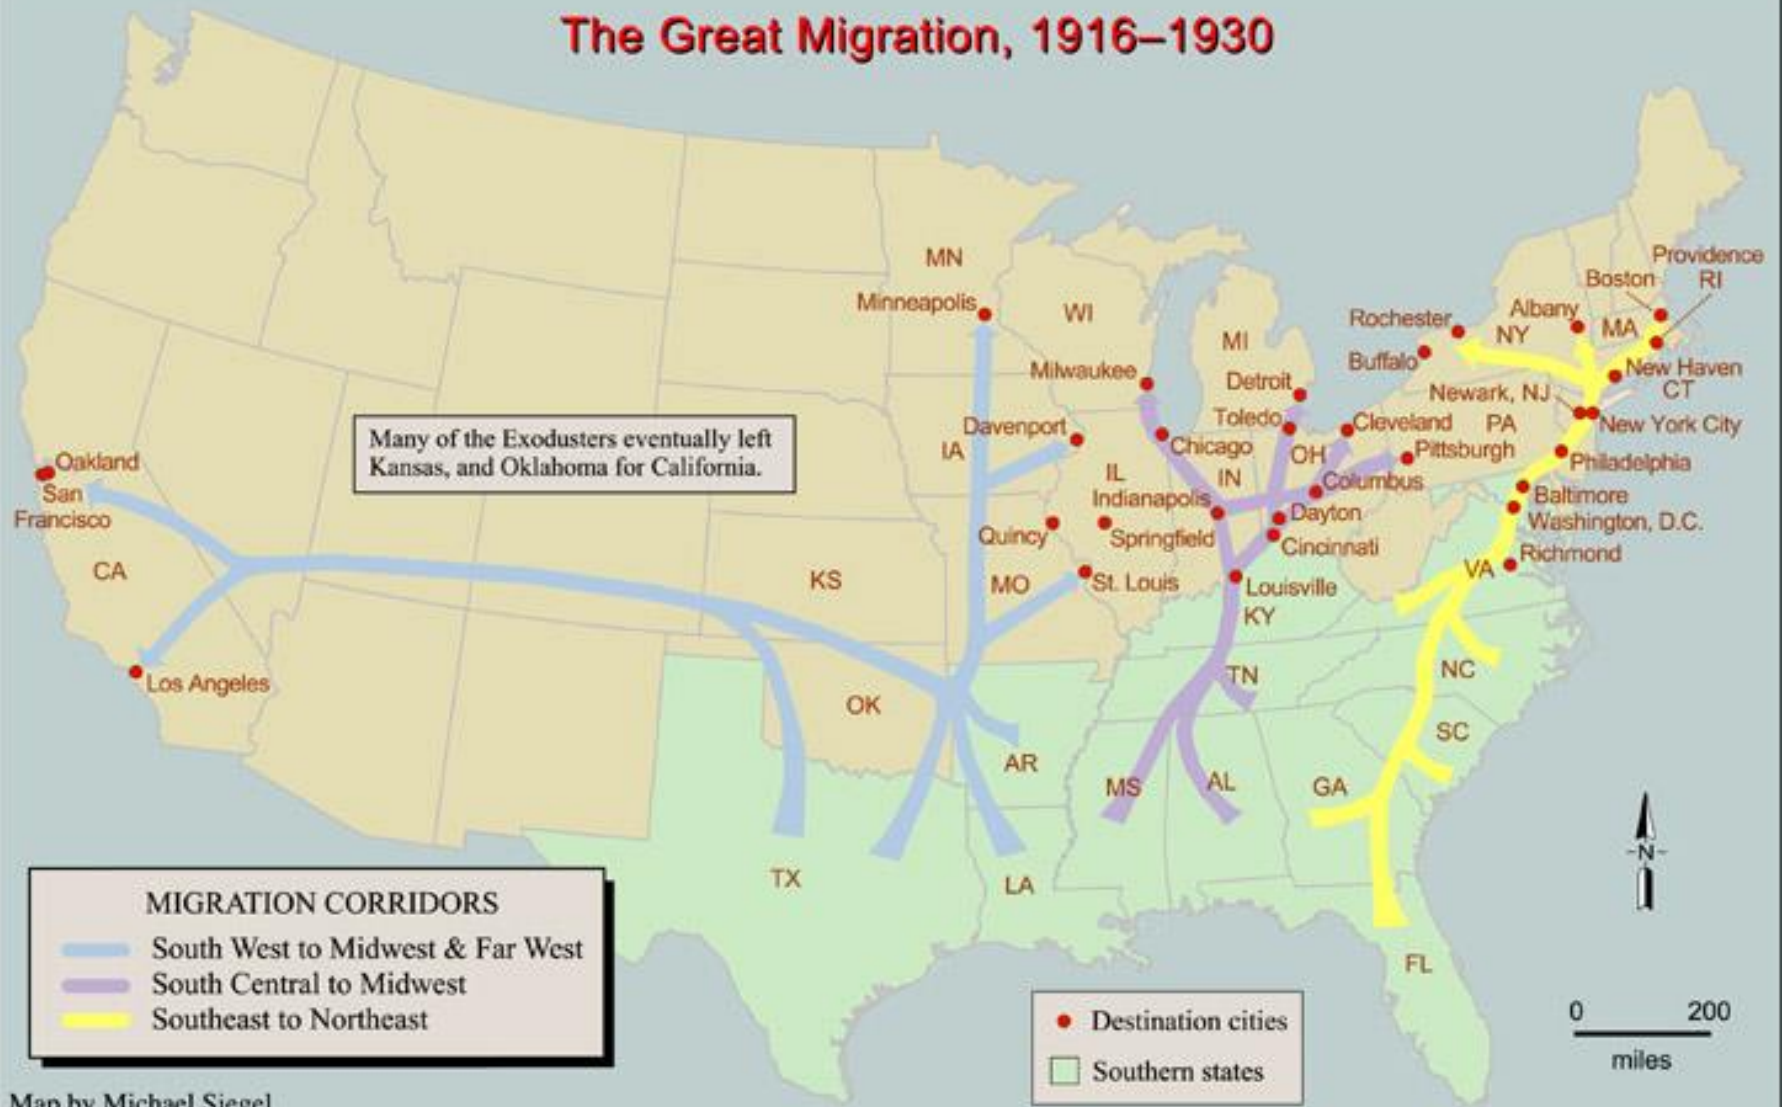 The Great Migration, 1916–1930
MN
Minneapolis
WI
MI
Milwaukee
Detroit
Toledo
Davenport
IA
Chicago
IL
IN
OH
Indianapolis
Quincy
Springfield
MO
St. Louis
Cleveland
Pittsburgh
Columbus
Dayton
Cincinnati
Louisville
KY
Rochester
Buffalo
Albany
NY
Boston
Providence
RI
MA
New Haven
CT
Newark, NJ
PA
New York City
Philadelphia
Baltimore
Washington, D.C.
Richmond
VA
Many of the Exodusters eventually left
Kansas, and Oklahoma for California.
Oakland
San
Francisco
CA
Los Angeles
KS
OK
TX
AR
LA
TN
MS
AL
NC
SC
GA
FL
N
MIGRATION CORRIDORS
South West to Midwest & Far West
South Central to Midwest
Southeast to Northeast
Destination cities
Southern states
0 200
miles
Map by Michael Siegel